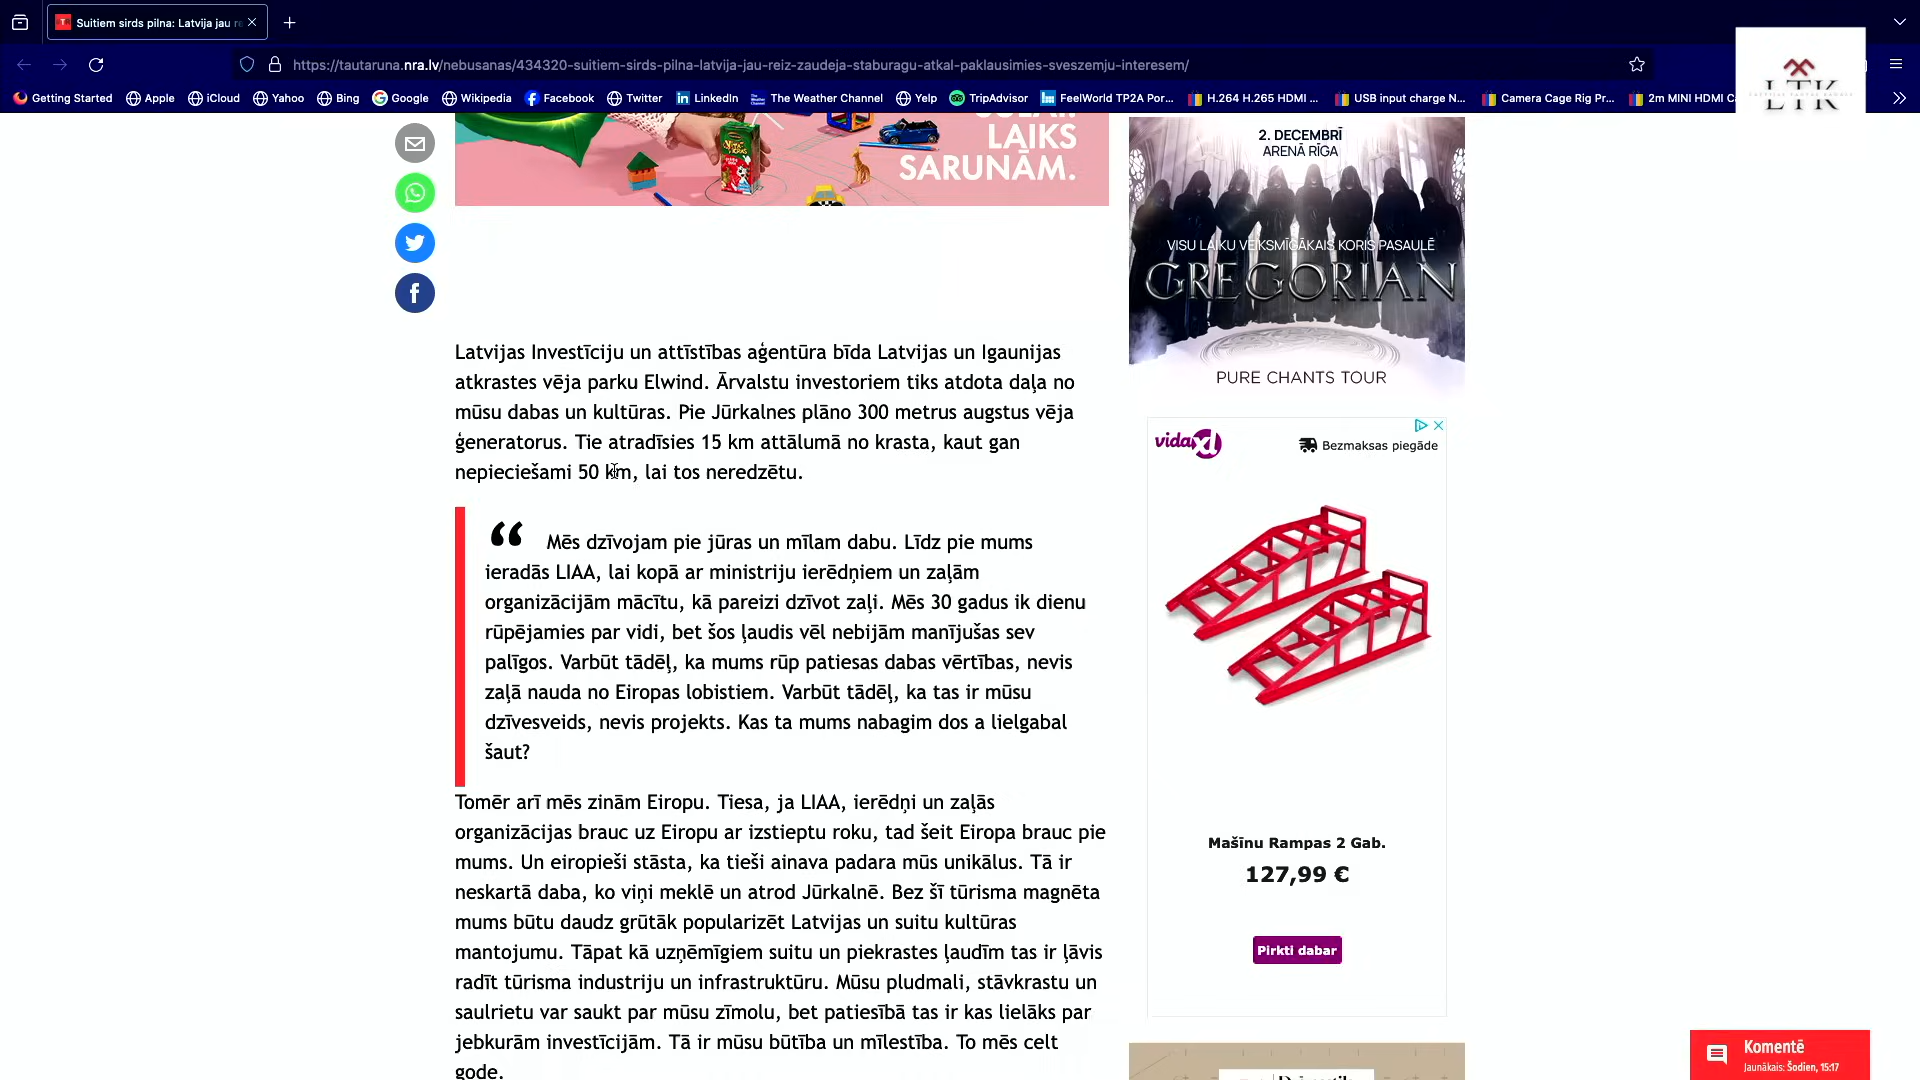 Suitiem sirds pilna: Latvija jau
https://tautaruna.nra.lv/nebusanas/434320-suitiem-sirds-pilna-latvija-jau-reiz-zaudeja-staburagu-atkal-paklausimies-sveszemju-interesem/
Getting Started Apple iCloud Yahoo Bing Google Wikipedia Facebook Twitter LinkedIn The Weather Channel Yelp TripAdvisor FeelWorld TP2A Por... H.264 H.265 HDMI ... USB input charge N... Camera Cage Rig Pr... 2m MINI HDMI
LTK
LAIKS
SARUNĀM.
2. DECEMBRĪ
ARENĀ RĪGA
VISU LAIKU VEIKSMĪGĀKAIS KORIS PASAULĒ
GREGORIAN
PURE CHANTS TOUR
Latvijas Investīciju un attīstības aģentūra bīda Latvijas un Igaunijas
atkrastes vēja parku Elwind. Ārvalstu investoriem tiks atdota daļa no
mūsu dabas un kultūras. Pie Jūrkalnes plāno 300 metrus augstus vēja
ģeneratorus. Tie atradīsies 15 km attālumā no krasta, kaut gan
nepieciešami 50 km, lai tos neredzētu.
“ Mēs dzīvojam pie jūras un mīlam dabu. Līdz pie mums
ieradās LIAA, lai kopā ar ministriju ierēdņiem un zaļām
organizācijām mācītu, kā pareizi dzīvot zaļi. Mēs 30 gadus ik dienu
rūpējamies par vidi, bet šos ļaudis vēl nebijām manījušas sev
palīgos. Varbūt tādēļ, ka mums rūp patiesas dabas vērtības, nevis
zaļā nauda no Eiropas lobistiem. Varbūt tādēļ, ka tas ir mūsu
dzīvesveids, nevis projekts. Kas ta mums nabagim dos a lielgabal
šaut?
Tomēr arī mēs zinām Eiropu. Tiesa, ja LIAA, ierēdņi un zaļās
organizācijas brauc uz Eiropu ar izstieptu roku, tad šeit Eiropa brauc pie
mums. Un eiropieši stāsta, ka tieši ainava padara mūs unikālus. Tā ir
neskartā daba, ko viņi meklē un atrod Jūrkalnē. Bez šī tūrisma magnēta
mums būtu daudz grūtāk popularizēt Latvijas un suitu kultūras
mantojumu. Tāpat kā uzņēmīgiem suitu un piekrastes ļaudīm tas ir ļāvis
radīt tūrisma industriju un infrastruktūru. Mūsu pludmali, stāvkrastu un
saulrietu var saukt par mūsu zīmolu, bet patiesībā tas ir kas lielāks par
jebkurām investīcijām. Tā ir mūsu būtība un mīlestība. To mēs celt
gode.
vidaXL
Bezmaksas piegāde
Mašīnu Rampas 2 Gab.
127,99 €
Pirkti dabar
Komentē
Jaunākais: Šodien, 15:17